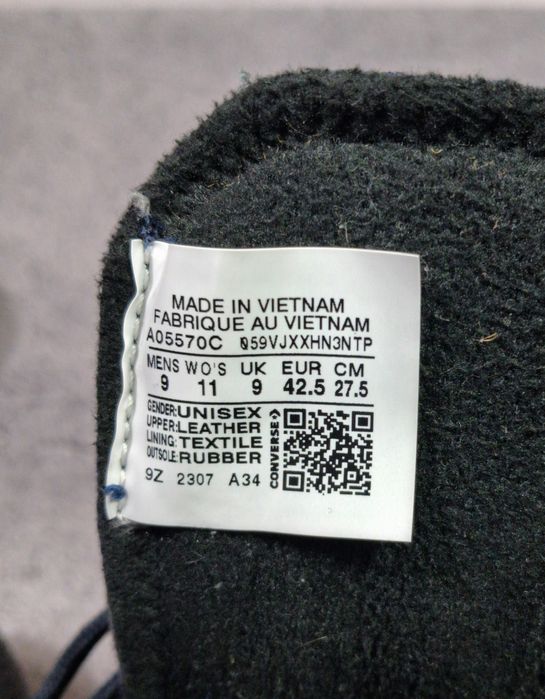 MADE IN VIETNAM
FABRIQUE AU VIETNAM
A05570C 059VJXXHN3NTP
MENS WO'S UK EUR CM
9 11 9 42.5 27.5
GENDER:UNISEX
UPPER:LEATHER
LINING:TEXTILE
OUTSOLE:RUBBER
CONVERSE
9Z 2307 A34